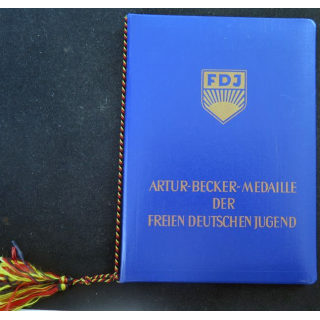 FDJ
ARTUR-BECKER-MEDAILLE
DER
FREIEN DEUTSCHEN JUGEND